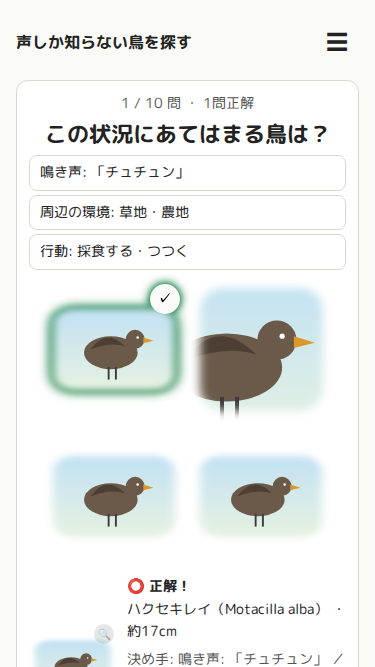 声しか知らない鳥を探す
1 / 10 問 · 1問正解
この状況にあてはまる鳥は？
鳴き声: 「チュチュン」
周辺の環境: 草地・農地
行動: 採食する・つつく
✓
⭕ 正解！
ハクセキレイ（Motacilla alba） ・
約17cm
決め手: 鳴き声: 「チュチュン」 ／